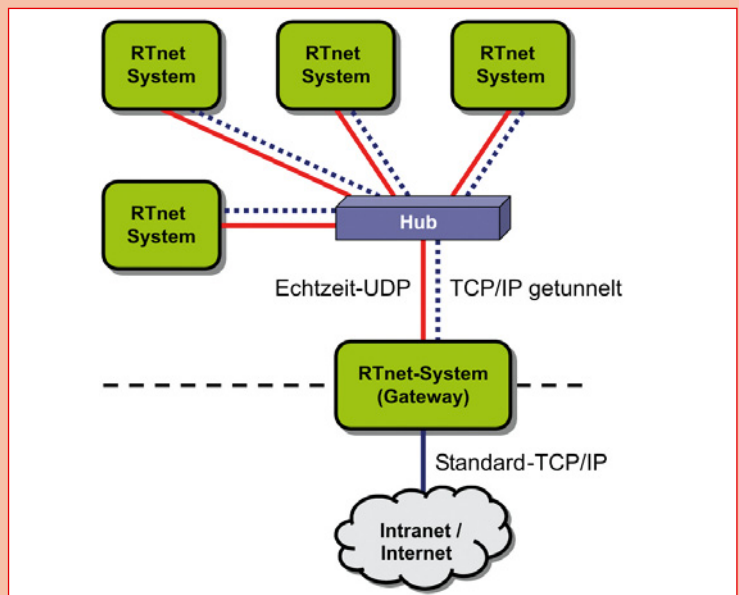 RTnet
System
RTnet
System
RTnet
System
RTnet
System
Hub
Echtzeit-UDP
TCP/IP getunnelt
RTnet-System
(Gateway)
Standard-TCP/IP
Intranet /
Internet